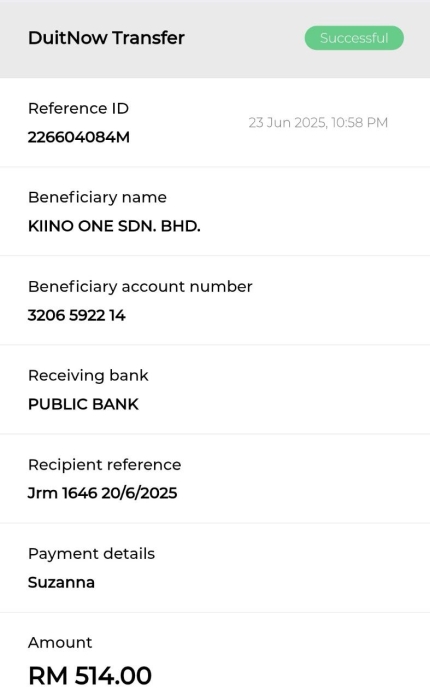 DuitNow Transfer
Successful
Reference ID
23 Jun 2025, 10:58 PM
226604084M
Beneficiary name
KIINO ONE SDN. BHD.
Beneficiary account number
3206 5922 14
Receiving bank
PUBLIC BANK
Recipient reference
Jrm 1646 20/6/2025
Payment details
Suzanna
Amount
RM 514.00